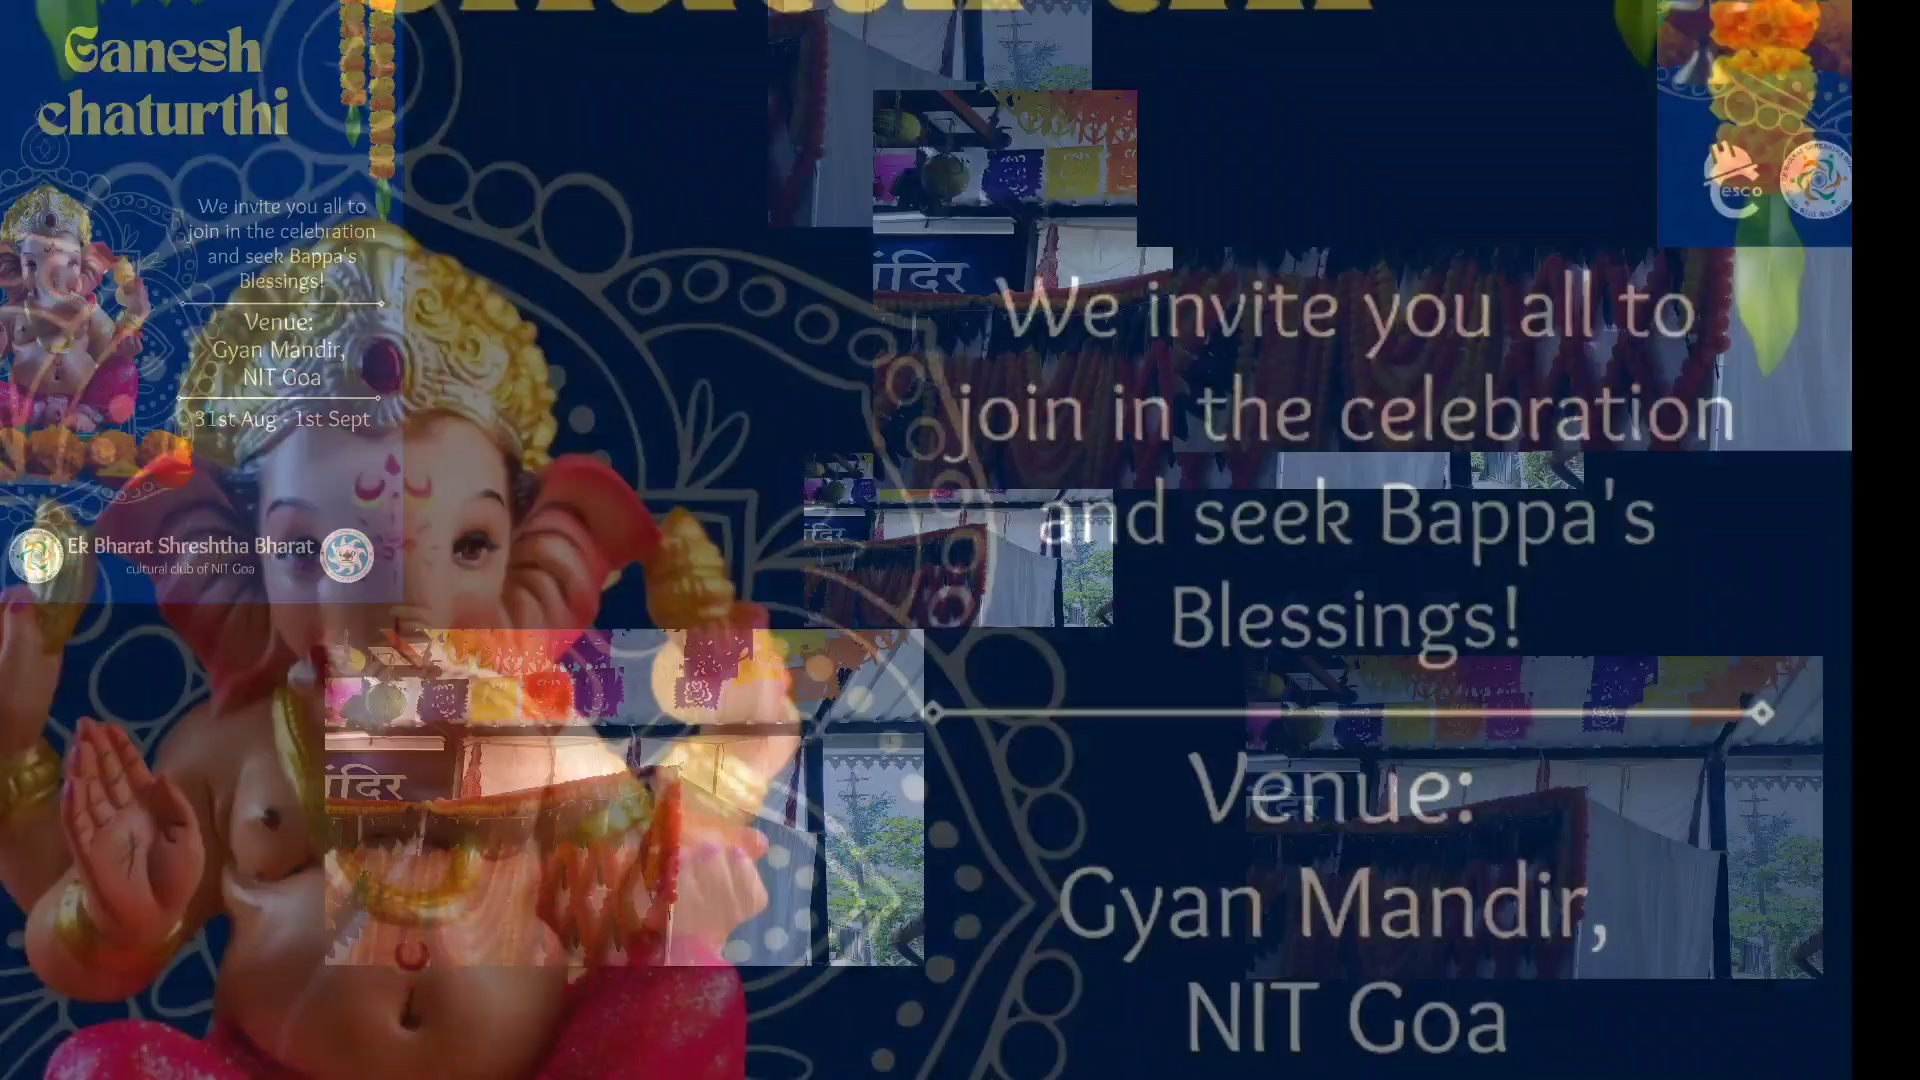 Ganesh
chaturthi
We invite you all to
join in the celebration
and seek Bappa's
Blessings!
Venue:
Gyan Mandir,
NIT Goa
31st Aug - 1st Sept
Ek Bharat Shreshtha Bharat
cultural club of NIT Goa
esco
We invite you all to
join in the celebration
and seek Bappa's
Blessings!
Venue:
Gyan Mandir,
NIT Goa